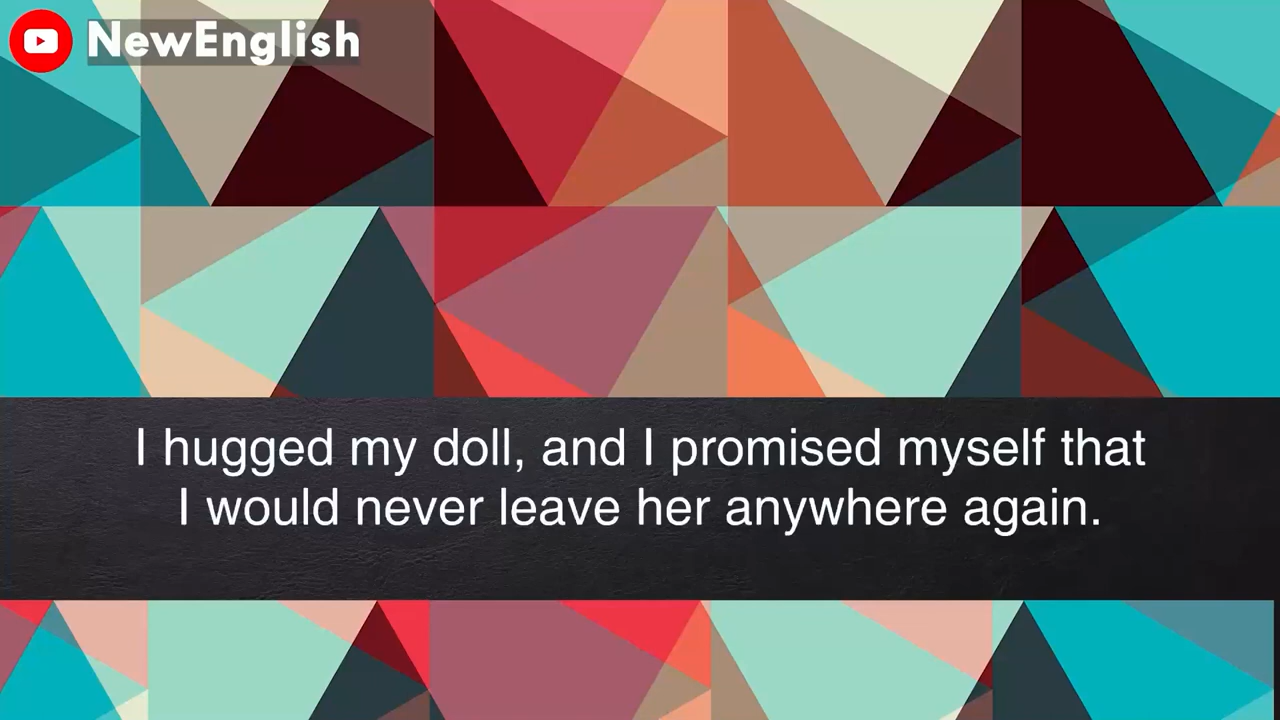 NewEnglish
I hugged my doll, and I promised myself that
I would never leave her anywhere again.